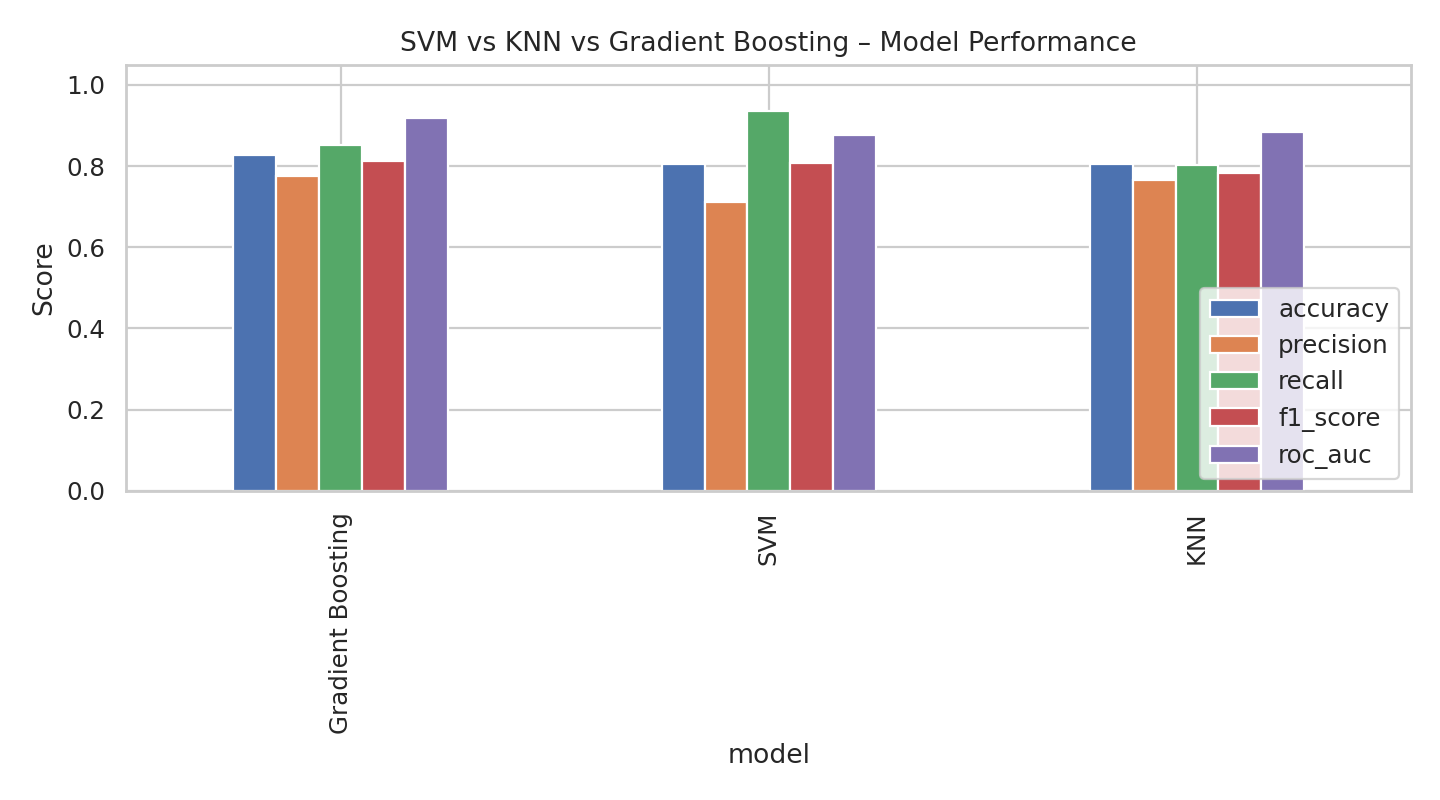 SVM vs KNN vs Gradient Boosting – Model Performance
Score
1.0
0.8
0.6
0.4
0.2
0.0
accuracy
precision
recall
f1_score
roc_auc
Gradient Boosting
SVM
KNN
model